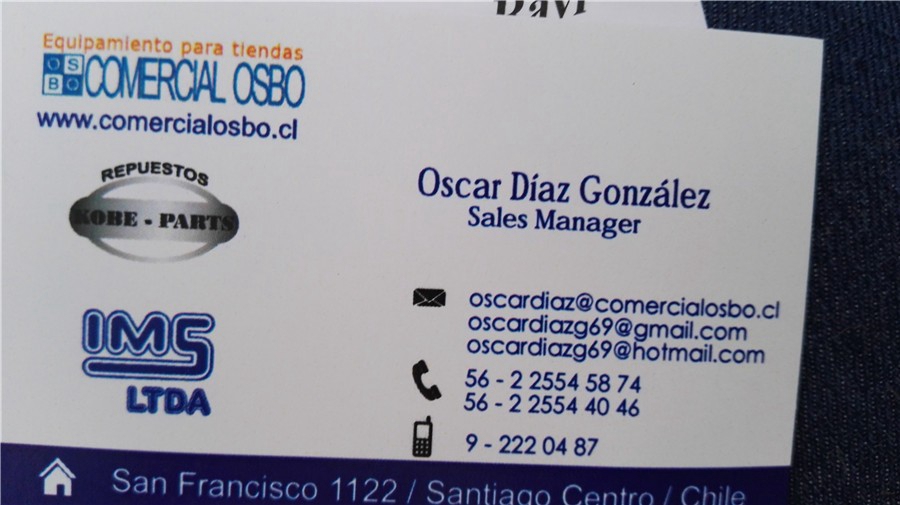 Equipamiento para tiendas
OSBO COMERCIAL OSBO
www.comercialosbo.cl
REPUESTOS
KOBE - PARTS
IMS
LTDA
Oscar Díaz González
Sales Manager
oscardiaz@comercialosbo.cl
oscardiazg69@gmail.com
oscardiazg69@hotmail.com
56 - 2 2554 58 74
56 - 2 2554 40 46
9 - 222 04 87
San Francisco 1122 / Santiago Centro / Chile